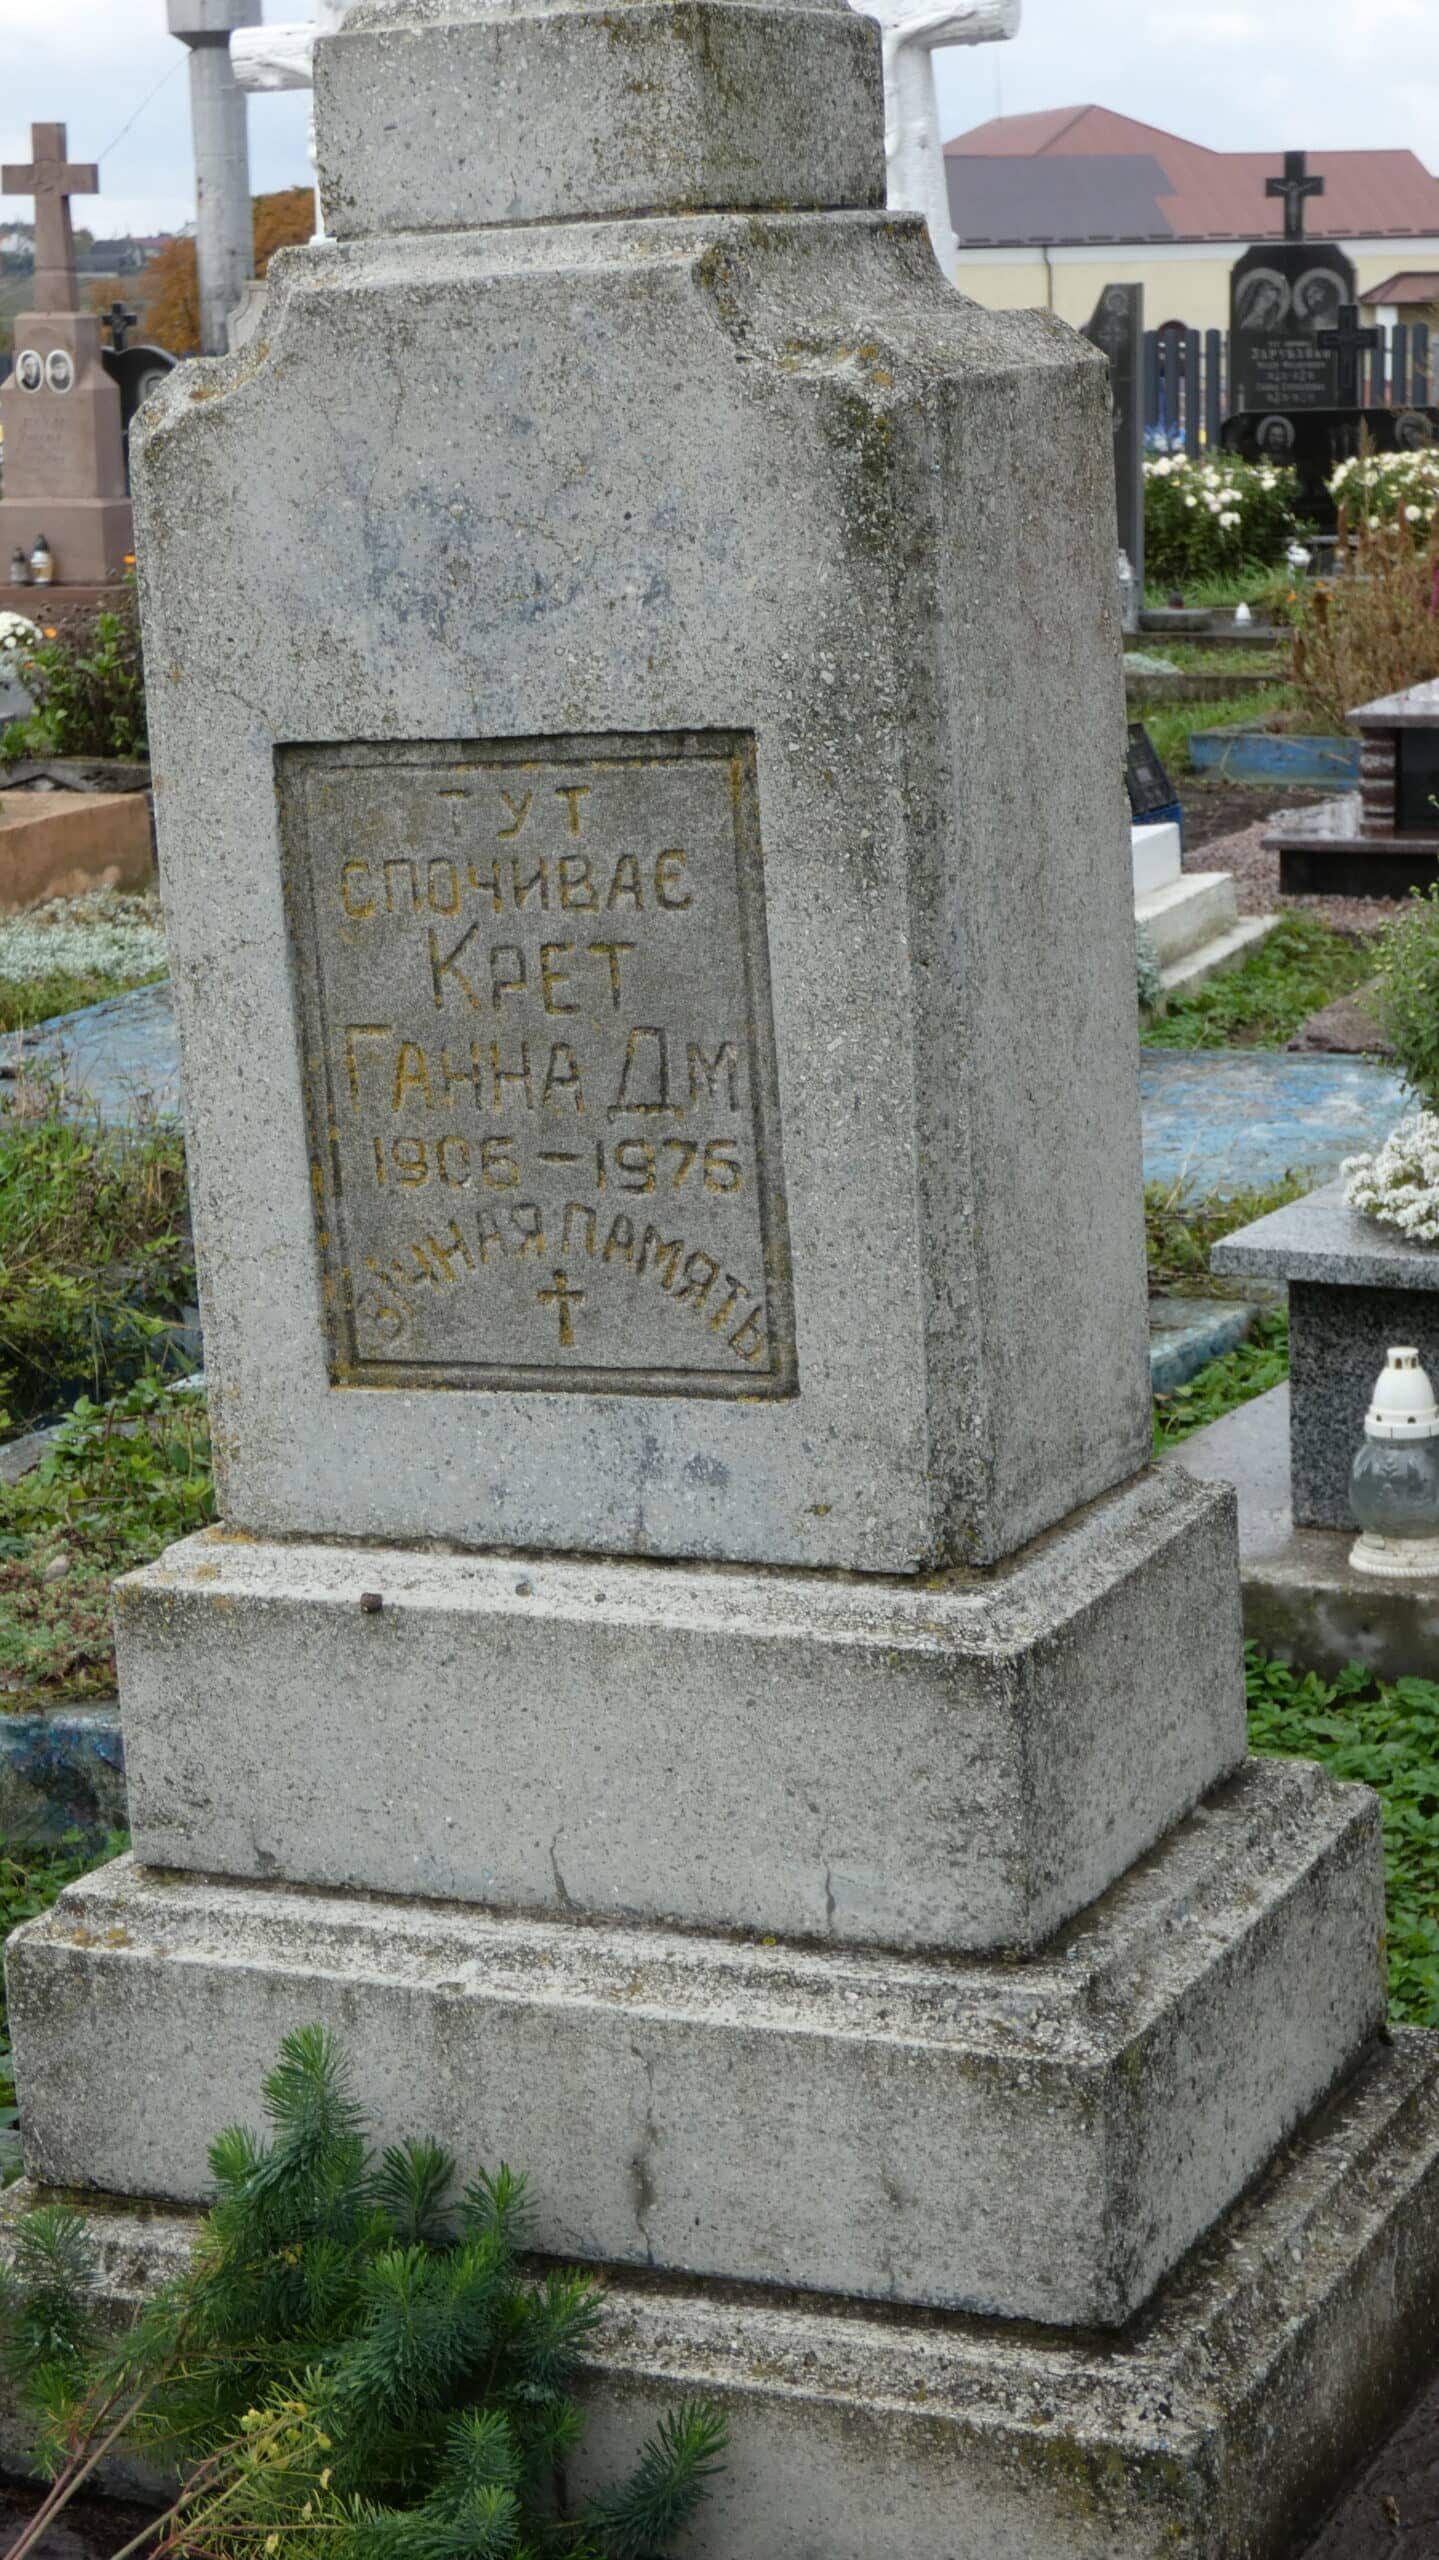 ТУТ
СПОЧИВАЄ
КРЕТ
ГАННА ДМ
1906-1976
ВІЧНАЯ ПАМЯТЬ